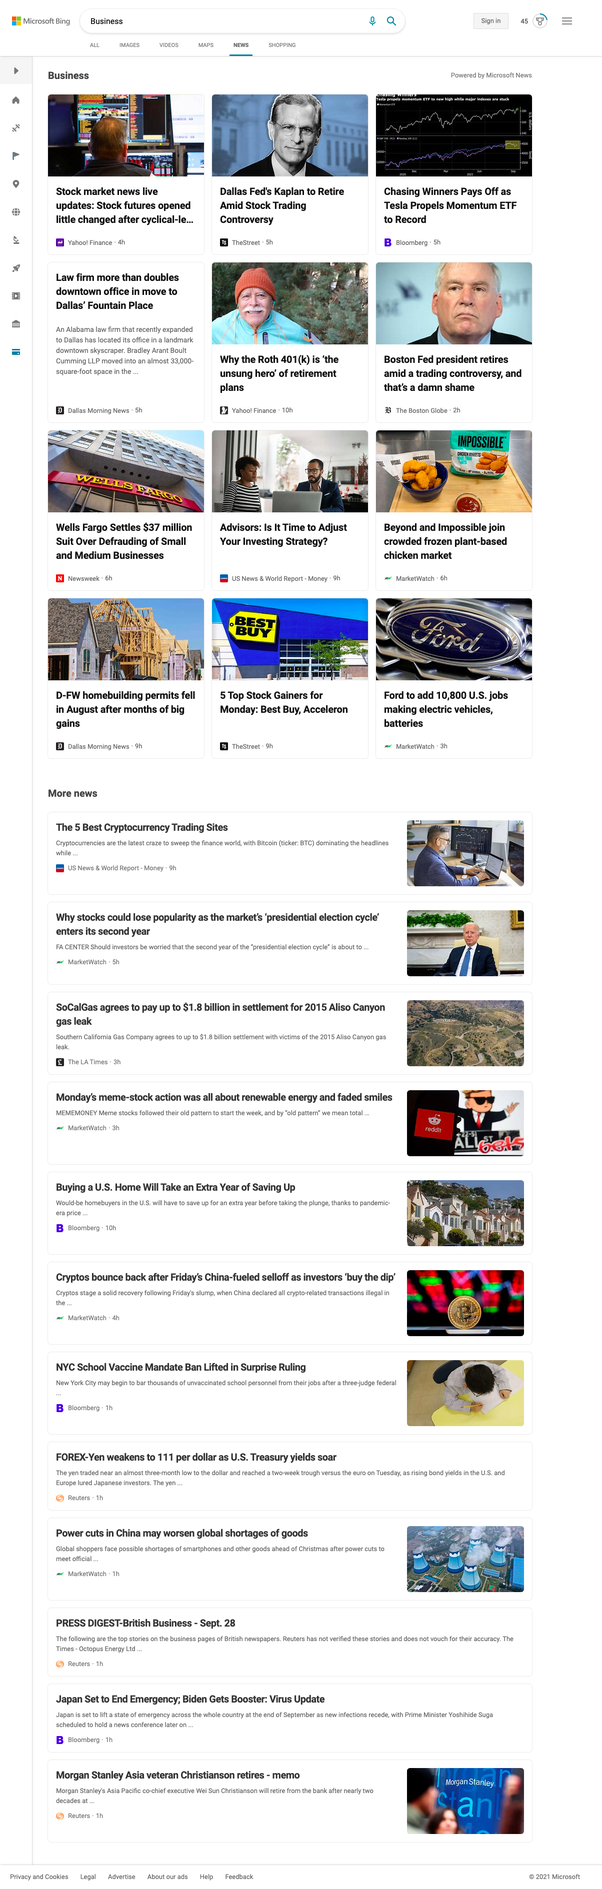 Microsoft Bing
Business
Sign in
45
ALL IMAGES VIDEOS MAPS NEWS SHOPPING
Business
Powered by Microsoft News
Stock market news live
updates: Stock futures opened
little changed after cyclical-le...
Yahoo! Finance · 4h
Dallas Fed's Kaplan to Retire
Amid Stock Trading
Controversy
TheStreet · 5h
Tesla propels momentum ETF to new high while major indexes are stuck
Chasing Winners Pays Off as
Tesla Propels Momentum ETF
to Record
Bloomberg · 5h
Law firm more than doubles
downtown office in move to
Dallas' Fountain Place
An Alabama law firm that recently expanded
to Dallas has located its office in a landmark
downtown skyscraper. Bradley Arant Boult
Cumming LLP moved into an almost 33,000-
square-foot space in the ...
Dallas Morning News · 5h
Why the Roth 401(k) is 'the
unsung hero' of retirement
plans
Yahoo! Finance · 10h
Boston Fed president retires
amid a trading controversy, and
that's a damn shame
The Boston Globe · 2h
WELLS FARGO
Wells Fargo Settles $37 million
Suit Over Defrauding of Small
and Medium Businesses
Newsweek · 6h
Advisors: Is It Time to Adjust
Your Investing Strategy?
US News & World Report - Money · 9h
IMPOSSIBLE
Beyond and Impossible join
crowded frozen plant-based
chicken market
MarketWatch · 6h
D-FW homebuilding permits fell
in August after months of big
gains
Dallas Morning News · 9h
BEST
BUY
5 Top Stock Gainers for
Monday: Best Buy, Acceleron
TheStreet · 9h
Ford
Ford to add 10,800 U.S. jobs
making electric vehicles,
batteries
MarketWatch · 3h
More news
The 5 Best Cryptocurrency Trading Sites
Cryptocurrencies are the latest craze to sweep the finance world, with Bitcoin (ticker: BTC) dominating the headlines
while ...
US News & World Report - Money · 9h
Why stocks could lose popularity as the market's 'presidential election cycle'
enters its second year
FA CENTER Should investors be worried that the second year of the "presidential election cycle" is about to ...
MarketWatch · 5h
SoCalGas agrees to pay up to $1.8 billion in settlement for 2015 Aliso Canyon
gas leak
Southern California Gas Company agrees to up to $1.8 billion settlement with victims of the 2015 Aliso Canyon gas
leak.
The LA Times · 3h
Monday's meme-stock action was all about renewable energy and faded smiles
MEMEMONEY Meme stocks followed their old pattern to start the week, and by "old pattern" we mean total ...
MarketWatch · 3h
reddit
Buying a U.S. Home Will Take an Extra Year of Saving Up
Would-be homebuyers in the U.S. will have to save up for an extra year before taking the plunge, thanks to pandemic-
era price ...
Bloomberg · 10h
Cryptos bounce back after Friday's China-fueled selloff as investors 'buy the dip'
Cryptos stage a solid recovery following Friday's slump, when China declared all crypto-related transactions illegal in
the ...
MarketWatch · 4h
NYC School Vaccine Mandate Ban Lifted in Surprise Ruling
New York City may begin to bar thousands of unvaccinated school personnel from their jobs after a three-judge federal
...
Bloomberg · 1h
FOREX-Yen weakens to 111 per dollar as U.S. Treasury yields soar
The yen traded near an almost three-month low to the dollar and reached a two-week trough versus the euro on Tuesday, as rising bond yields in the U.S. and
Europe lured Japanese investors. The yen ...
Reuters · 1h
Power cuts in China may worsen global shortages of goods
Global shoppers face possible shortages of smartphones and other goods ahead of Christmas after power cuts to
meet official ...
MarketWatch · 1h
PRESS DIGEST-British Business - Sept. 28
The following are the top stories on the business pages of British newspapers. Reuters has not verified these stories and does not vouch for their accuracy. The
Times - Octopus Energy Ltd ...
Reuters · 1h
Japan Set to End Emergency; Biden Gets Booster: Virus Update
Japan is set to lift a state of emergency across the whole country at the end of September as new infections recede, with Prime Minister Yoshihide Suga
scheduled to hold a news conference later on ...
Bloomberg · 1h
Morgan Stanley Asia veteran Christianson retires - memo
Morgan Stanley's Asia Pacific co-chief executive Wei Sun Christianson will retire from the bank after nearly two
decades at ...
Reuters · 1h
Morgan Stanley
Privacy and Cookies Legal Advertise About our ads Help Feedback
© 2021 Microsoft